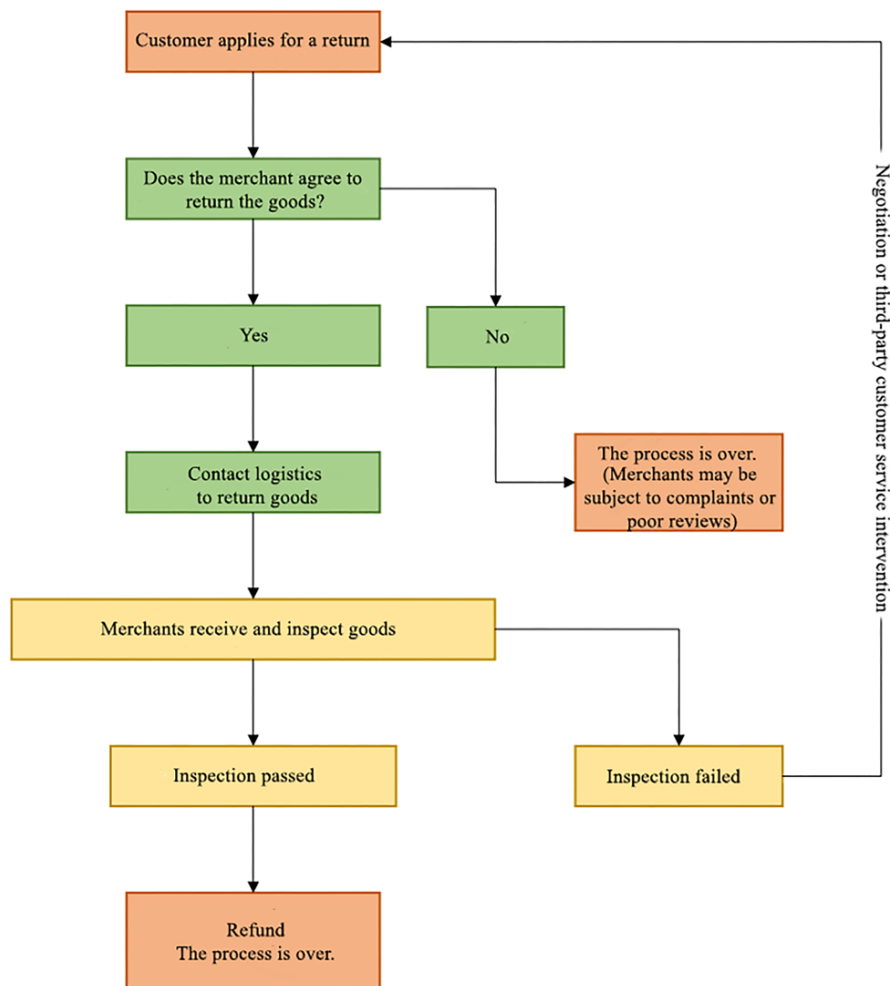 Customer applies for a return
Does the merchant agree to
return the goods?
Yes
No
Contact logistics
to return goods
The process is over.
(Merchants may be
subject to complaints or
poor reviews)
Negotiation or third-party customer service intervention
Merchants receive and inspect goods
Inspection passed
Inspection failed
Refund
The process is over.